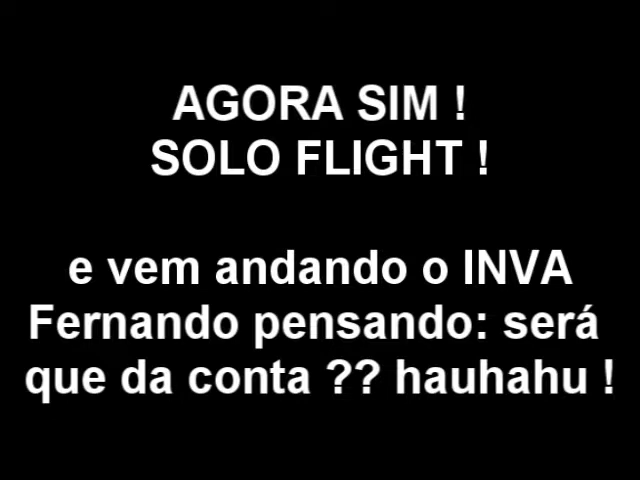 AGORA SIM !
SOLO FLIGHT !
e vem andando o INVA
Fernando pensando: será
que da conta ?? hauhahu !